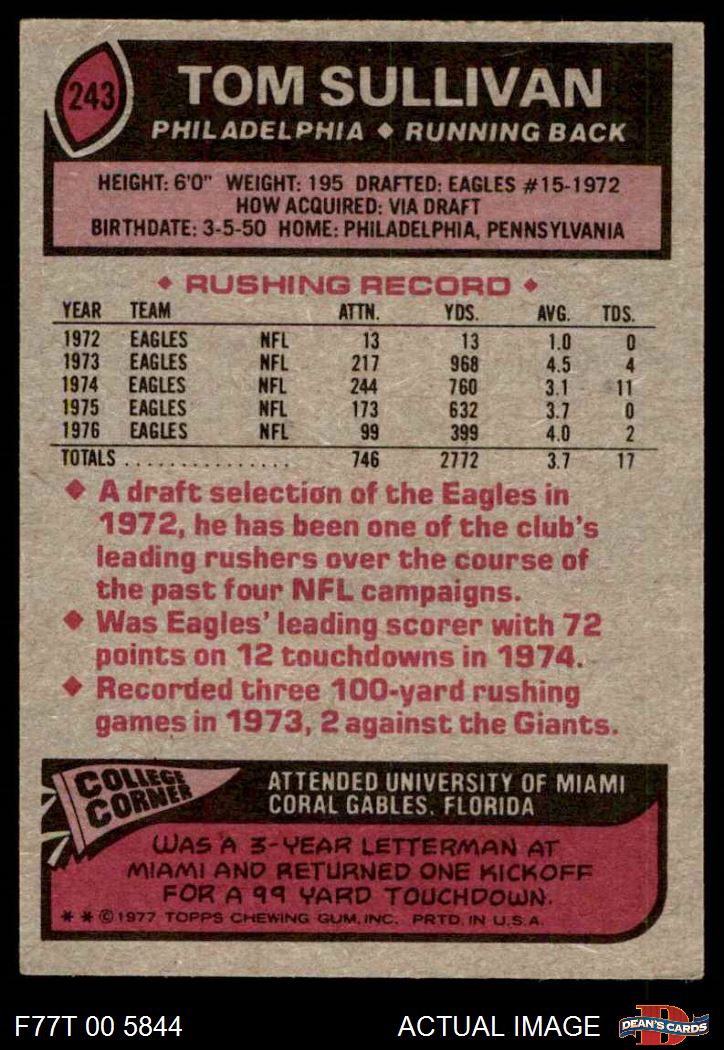 243
TOM SULLIVAN
PHILADELPHIA ◆ RUNNING BACK
HEIGHT: 6'0" WEIGHT: 195 DRAFTED: EAGLES #15-1972
HOW ACQUIRED: VIA DRAFT
BIRTHDATE: 3-5-50 HOME: PHILADELPHIA, PENNSYLVANIA
◆ RUSHING RECORD ◆
YEAR TEAM ATTN. YDS. AVG. TDS.
1972 EAGLES NFL 13 13 1.0 0
1973 EAGLES NFL 217 968 4.5 4
1974 EAGLES NFL 244 760 3.1 11
1975 EAGLES NFL 173 632 3.7 0
1976 EAGLES NFL 99 399 4.0 2
TOTALS ................ 746 2772 3.7 17
◆ A draft selection of the Eagles in
1972, he has been one of the club's
leading rushers over the course of
the past four NFL campaigns.
◆ Was Eagles' leading scorer with 72
points on 12 touchdowns in 1974.
◆ Recorded three 100-yard rushing
games in 1973, 2 against the Giants.
COLLEGE
CORNER
ATTENDED UNIVERSITY OF MIAMI
CORAL GABLES, FLORIDA
WAS A 3-YEAR LETTERMAN AT
MIAMI AND RETURNED ONE KICKOFF
FOR A 99 YARD TOUCHDOWN.
* * © 1977 TOPPS CHEWING GUM, INC. PRTD. IN U.S.A.
F77T 00 5844 ACTUAL IMAGE
D
DEAN'S CARDS